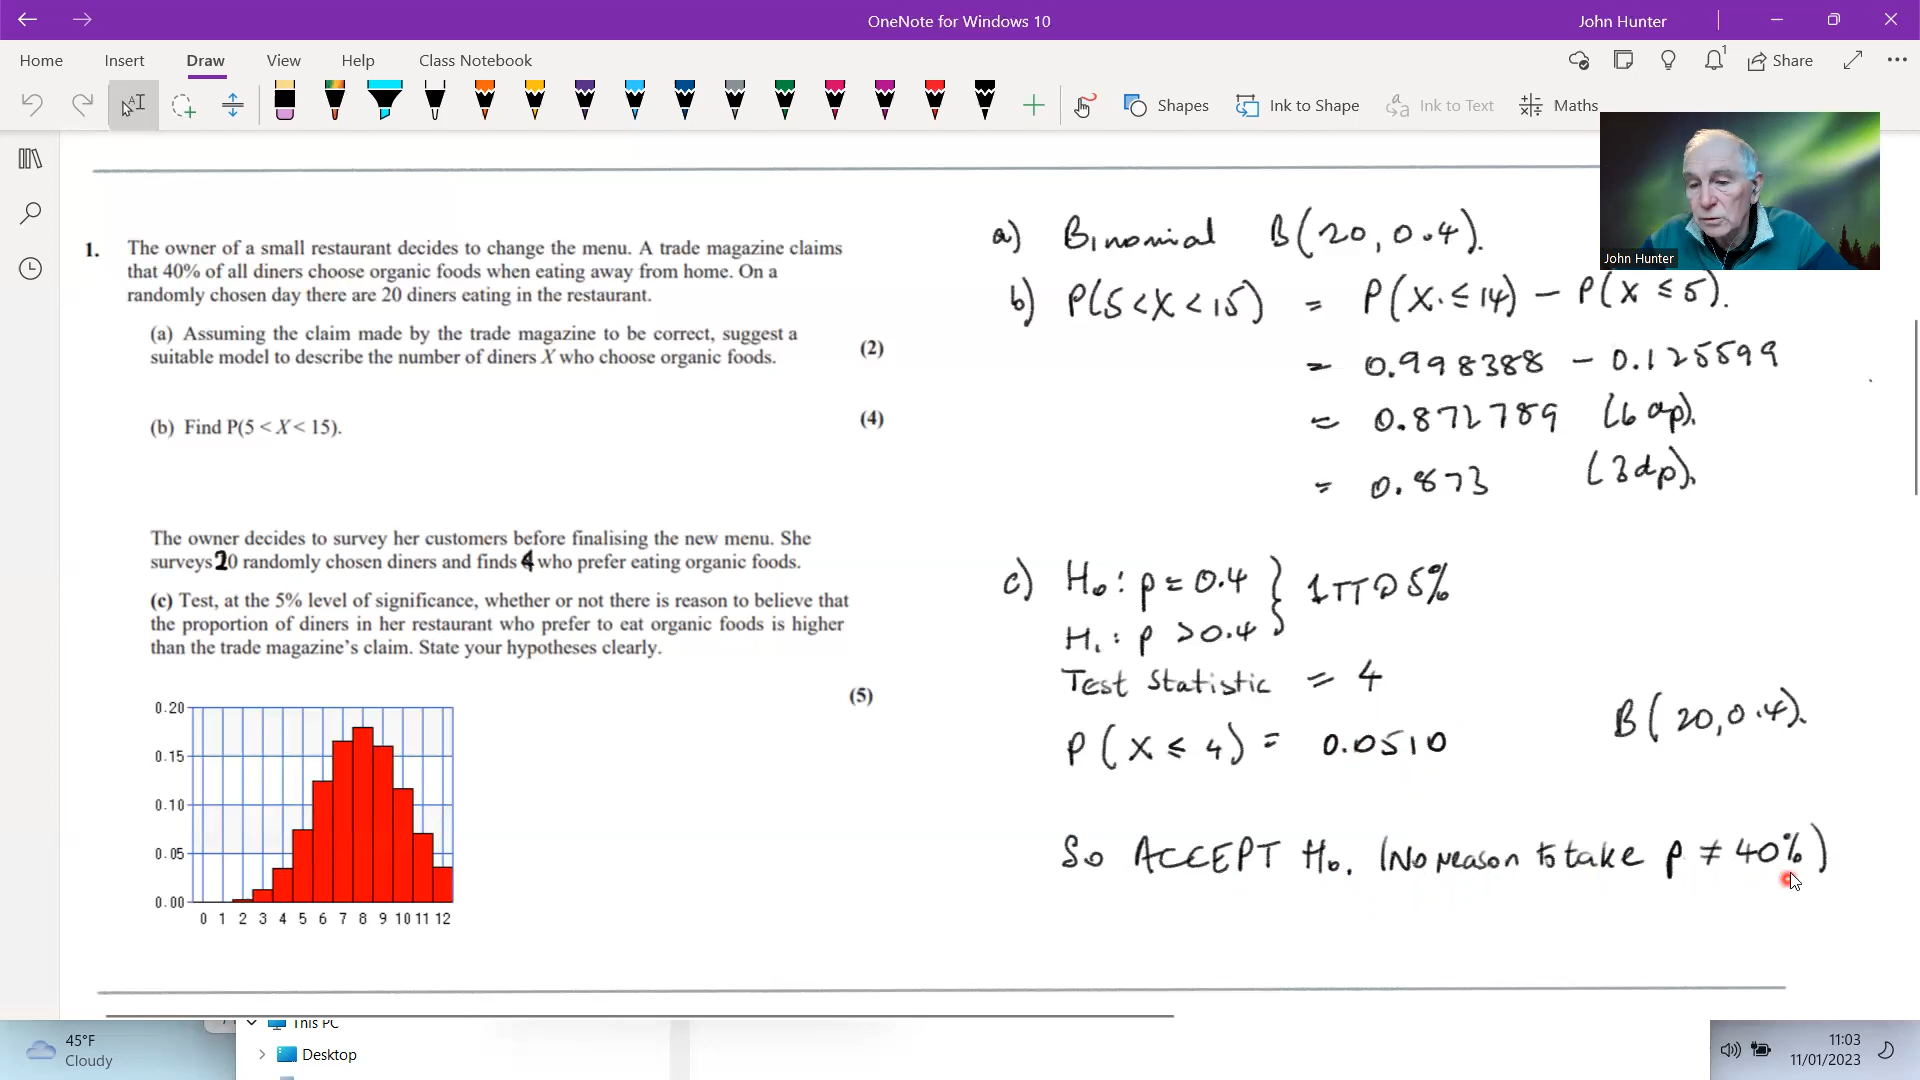 OneNote for Windows 10
John Hunter
Home Insert Draw View Help Class Notebook
1
Share
Shapes Ink to Shape Ink to Text Maths
John Hunter
1. The owner of a small restaurant decides to change the menu. A trade magazine claims
that 40% of all diners choose organic foods when eating away from home. On a
randomly chosen day there are 20 diners eating in the restaurant.
(a) Assuming the claim made by the trade magazine to be correct, suggest a
suitable model to describe the number of diners X who choose organic foods.
(2)
(b) Find P(5 < X < 15).
(4)
The owner decides to survey her customers before finalising the new menu. She
surveys 20 randomly chosen diners and finds 4 who prefer eating organic foods.
(c) Test, at the 5% level of significance, whether or not there is reason to believe that
the proportion of diners in her restaurant who prefer to eat organic foods is higher
than the trade magazine's claim. State your hypotheses clearly.
(5)
0.20
0.15
0.10
0.05
0.00
0 1 2 3 4 5 6 7 8 9 10 11 12
a) Binomial B(20, 0.4).
b) P(5<X<15) = P(X ≤ 14) - P(X ≤ 5).
= 0.998388 - 0.125599
= 0.872789 (6 dp).
= 0.873 (3dp).
c) H₀: p = 0.4 } 1TT@5%
H₁: p > 0.4
Test Statistic = 4
B(20, 0.4).
P(X ≤ 4) = 0.0510
So ACCEPT H₀. (No reason to take p ≠ 40%)
45°F
Cloudy
This PC
Desktop
11:03
11/01/2023